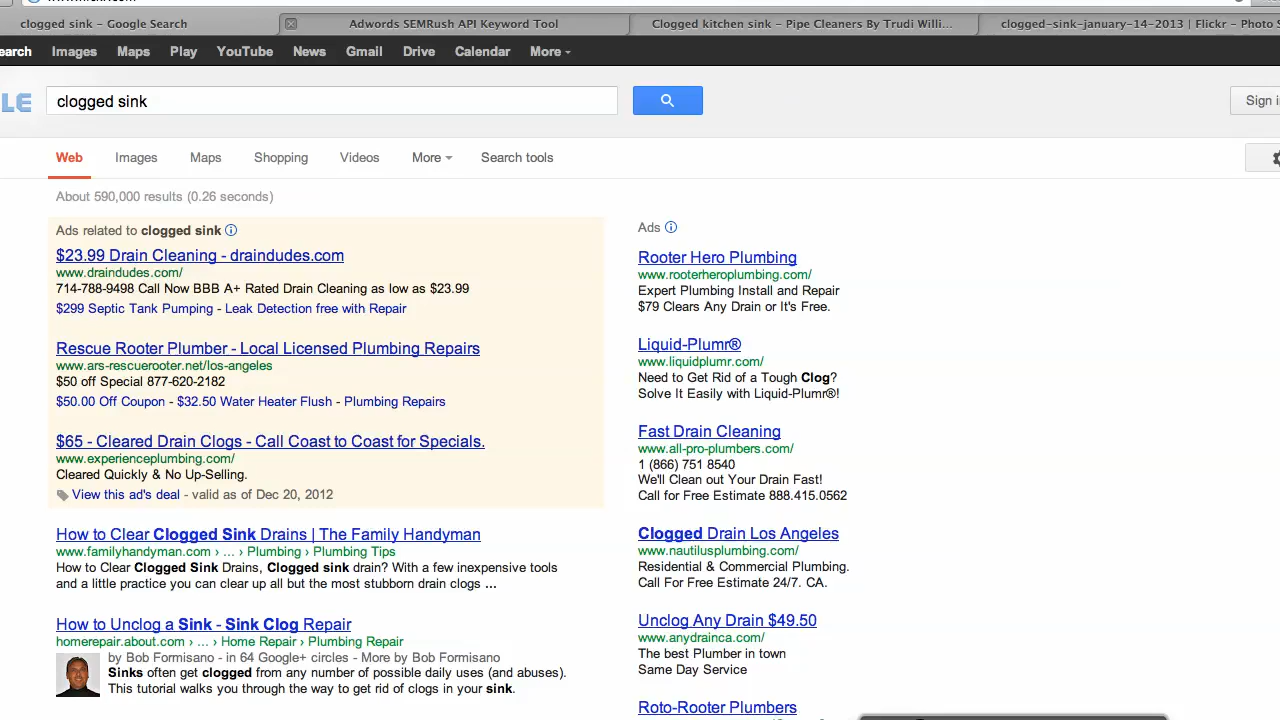 clogged sink - Google Search
Adwords SEMRush API Keyword Tool
Clogged kitchen sink - Pipe Cleaners By Trudi Willi...
clogged-sink-january-14-2013 | Flickr - Photo S
earch Images Maps Play YouTube News Gmail Drive Calendar More
LE
clogged sink
Sign i
Web Images Maps Shopping Videos More Search tools
About 590,000 results (0.26 seconds)
Ads related to clogged sink
$23.99 Drain Cleaning - draindudes.com
www.draindudes.com/
714-788-9498 Call Now BBB A+ Rated Drain Cleaning as low as $23.99
$299 Septic Tank Pumping - Leak Detection free with Repair
Rescue Rooter Plumber - Local Licensed Plumbing Repairs
www.ars-rescuerooter.net/los-angeles
$50 off Special 877-620-2182
$50.00 Off Coupon - $32.50 Water Heater Flush - Plumbing Repairs
$65 - Cleared Drain Clogs - Call Coast to Coast for Specials.
www.experienceplumbing.com/
Cleared Quickly & No Up-Selling.
View this ad's deal - valid as of Dec 20, 2012
How to Clear Clogged Sink Drains | The Family Handyman
www.familyhandyman.com › ... › Plumbing › Plumbing Tips
How to Clear Clogged Sink Drains, Clogged sink drain? With a few inexpensive tools
and a little practice you can clear up all but the most stubborn drain clogs ...
How to Unclog a Sink - Sink Clog Repair
homerepair.about.com › ... › Home Repair › Plumbing Repair
by Bob Formisano - in 64 Google+ circles - More by Bob Formisano
Sinks often get clogged from any number of possible daily uses (and abuses).
This tutorial walks you through the way to get rid of clogs in your sink.
Ads
Rooter Hero Plumbing
www.rooterheroplumbing.com/
Expert Plumbing Install and Repair
$79 Clears Any Drain or It's Free.
Liquid-Plumr®
www.liquidplumr.com/
Need to Get Rid of a Tough Clog?
Solve It Easily with Liquid-Plumr®!
Fast Drain Cleaning
www.all-pro-plumbers.com/
1 (866) 751 8540
We'll Clean out Your Drain Fast!
Call for Free Estimate 888.415.0562
Clogged Drain Los Angeles
www.nautilusplumbing.com/
Residential & Commercial Plumbing.
Call For Free Estimate 24/7. CA.
Unclog Any Drain $49.50
www.anydrainca.com/
The best Plumber in town
Same Day Service
Roto-Rooter Plumbers